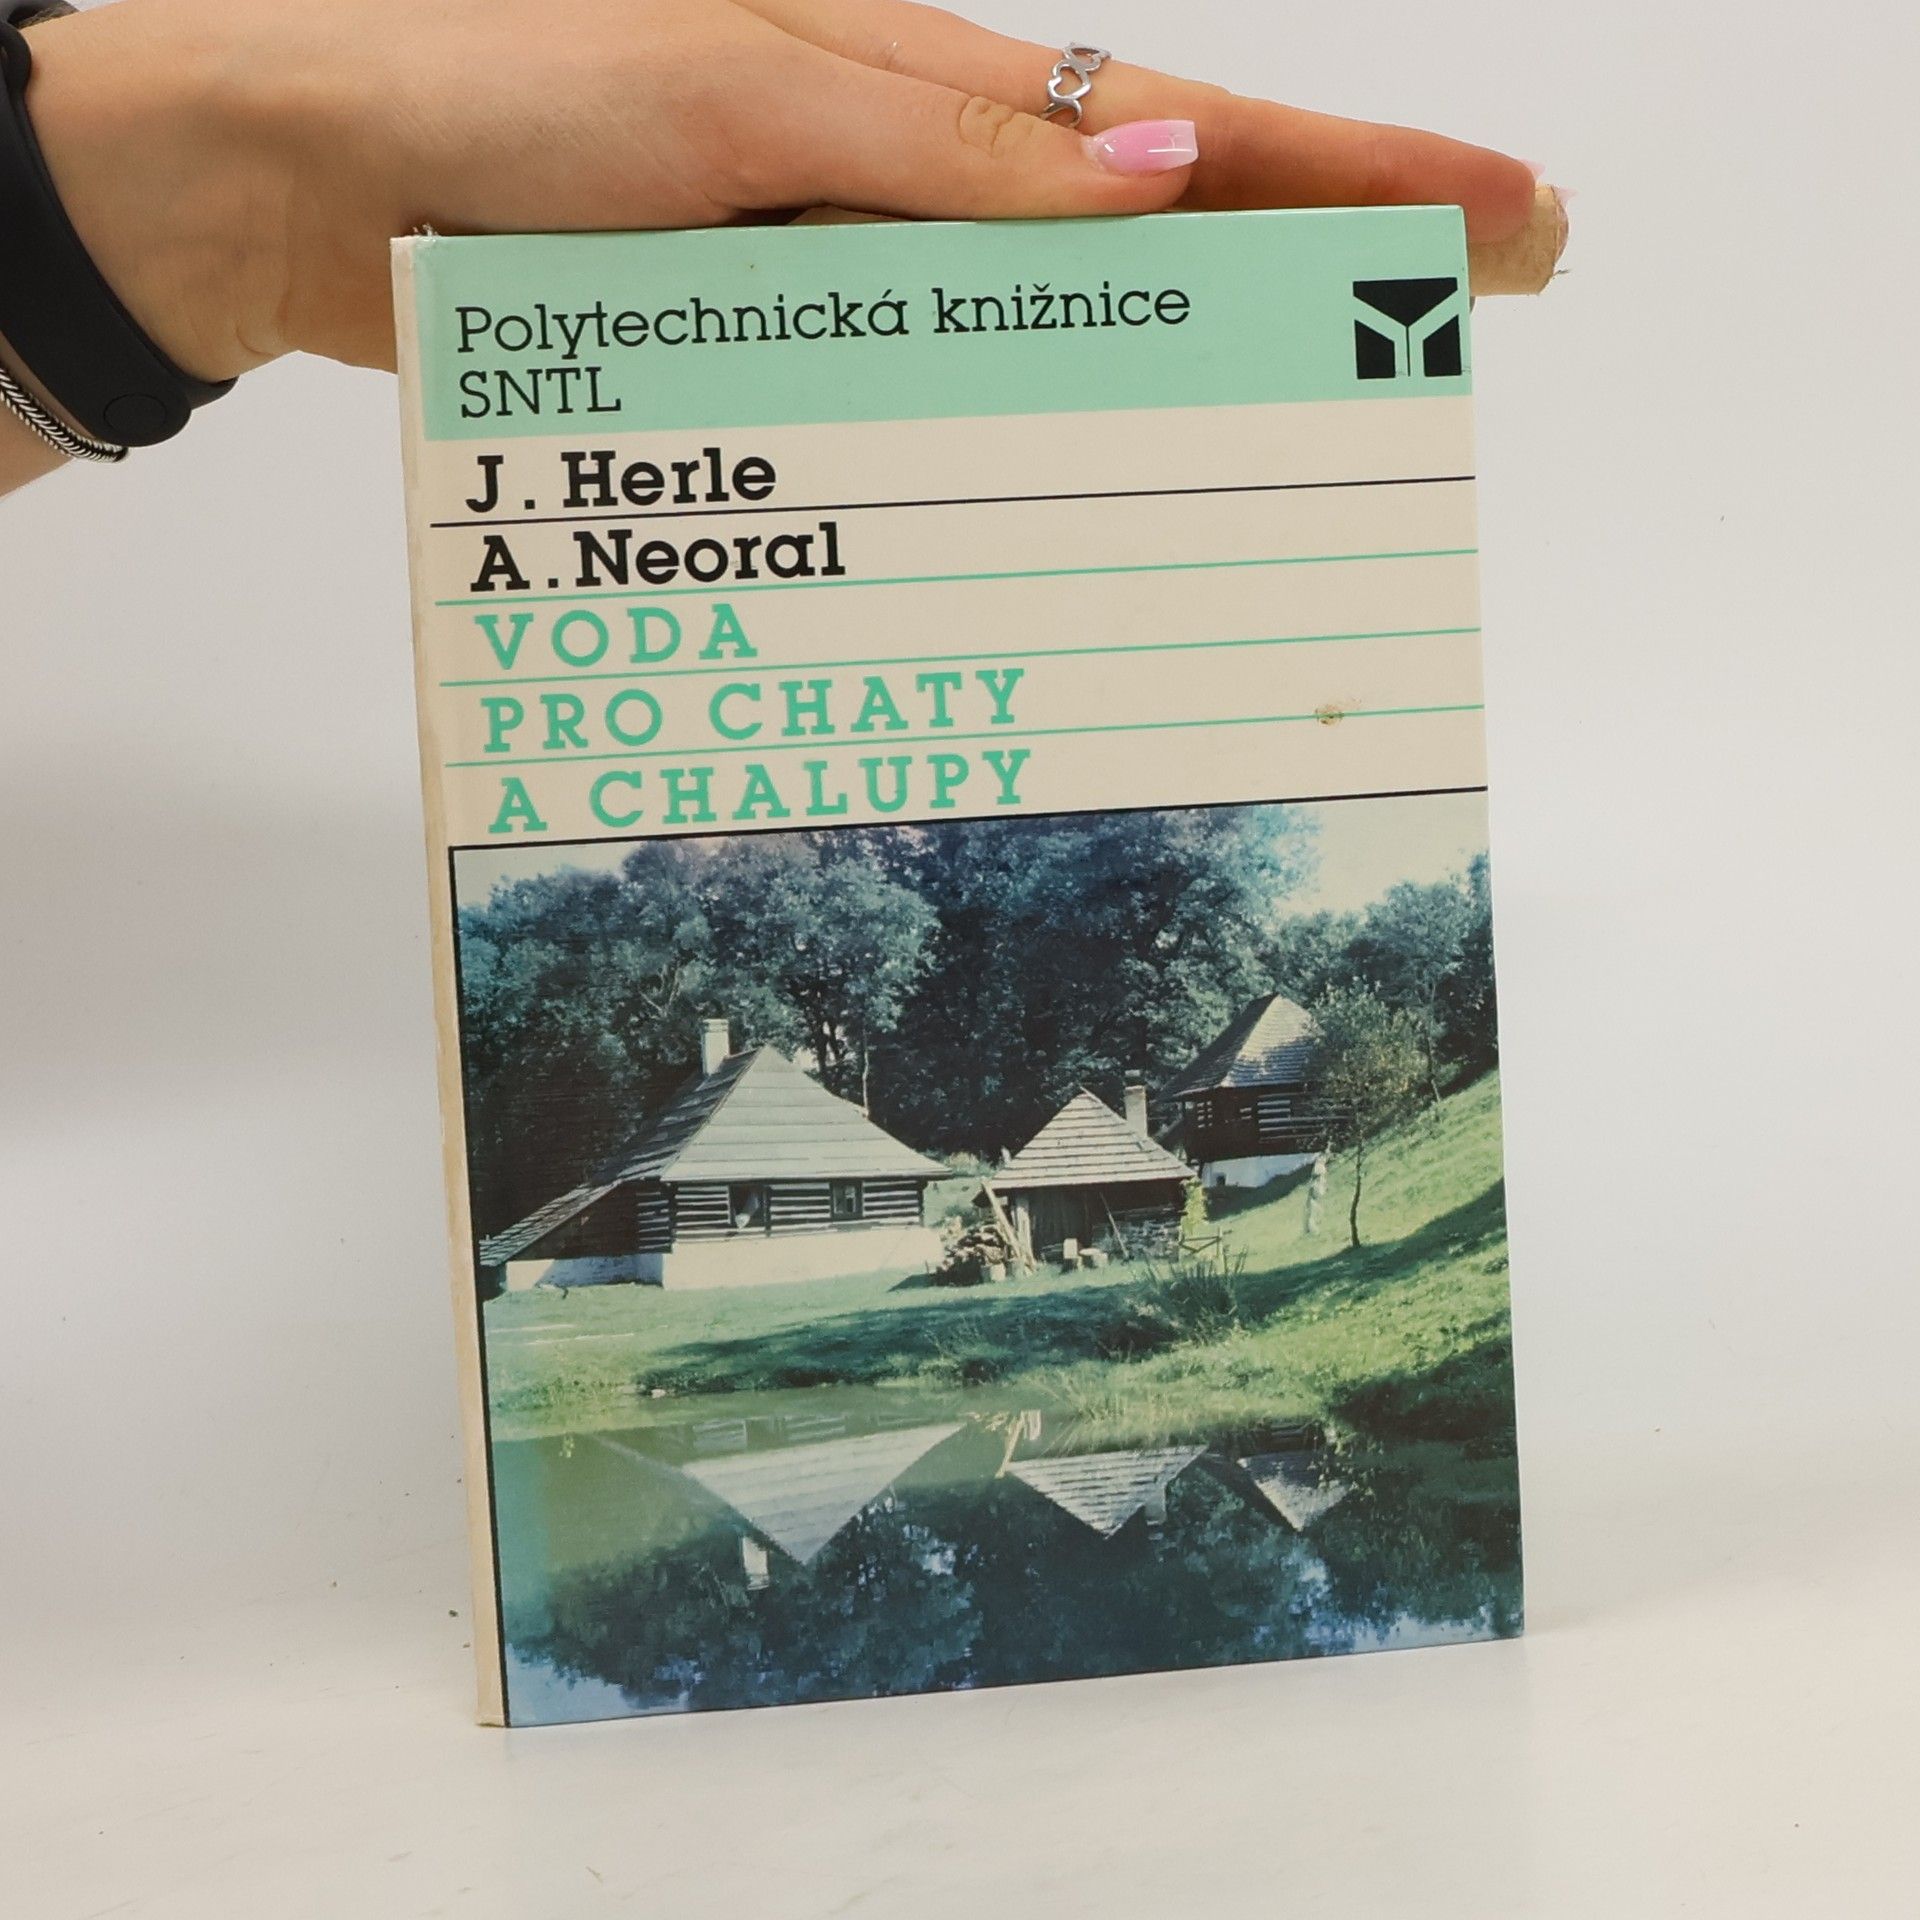 Polytechnická knižnice
SNTL
J. Herle
A. Neoral
VODA
PRO CHATY
A CHALUPY